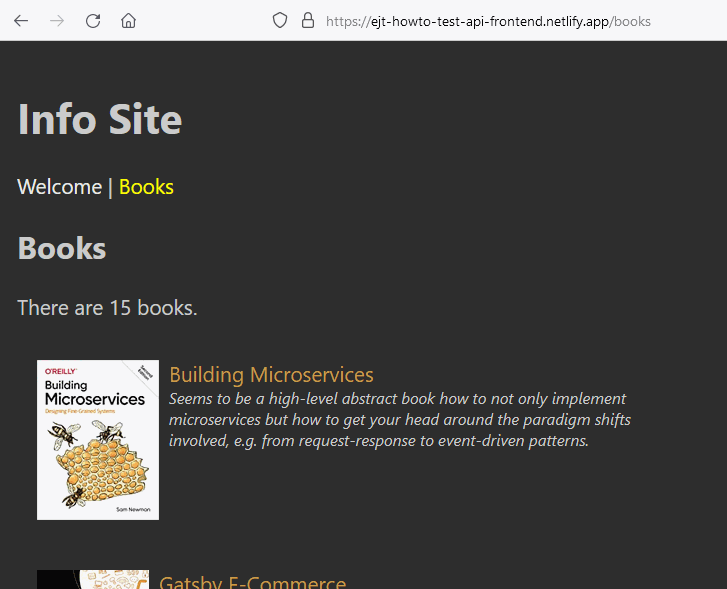 https://ejt-howto-test-api-frontend.netlify.app/books
Info Site
Welcome | Books
Books
There are 15 books.
O'REILLY
Second
Edition
Building
Microservices
Designing Fine-Grained Systems
Sam Newman
Building Microservices
Seems to be a high-level abstract book how to not only implement
microservices but how to get your head around the paradigm shifts
involved, e.g. from request-response to event-driven patterns.
Gatsby E-Commerce